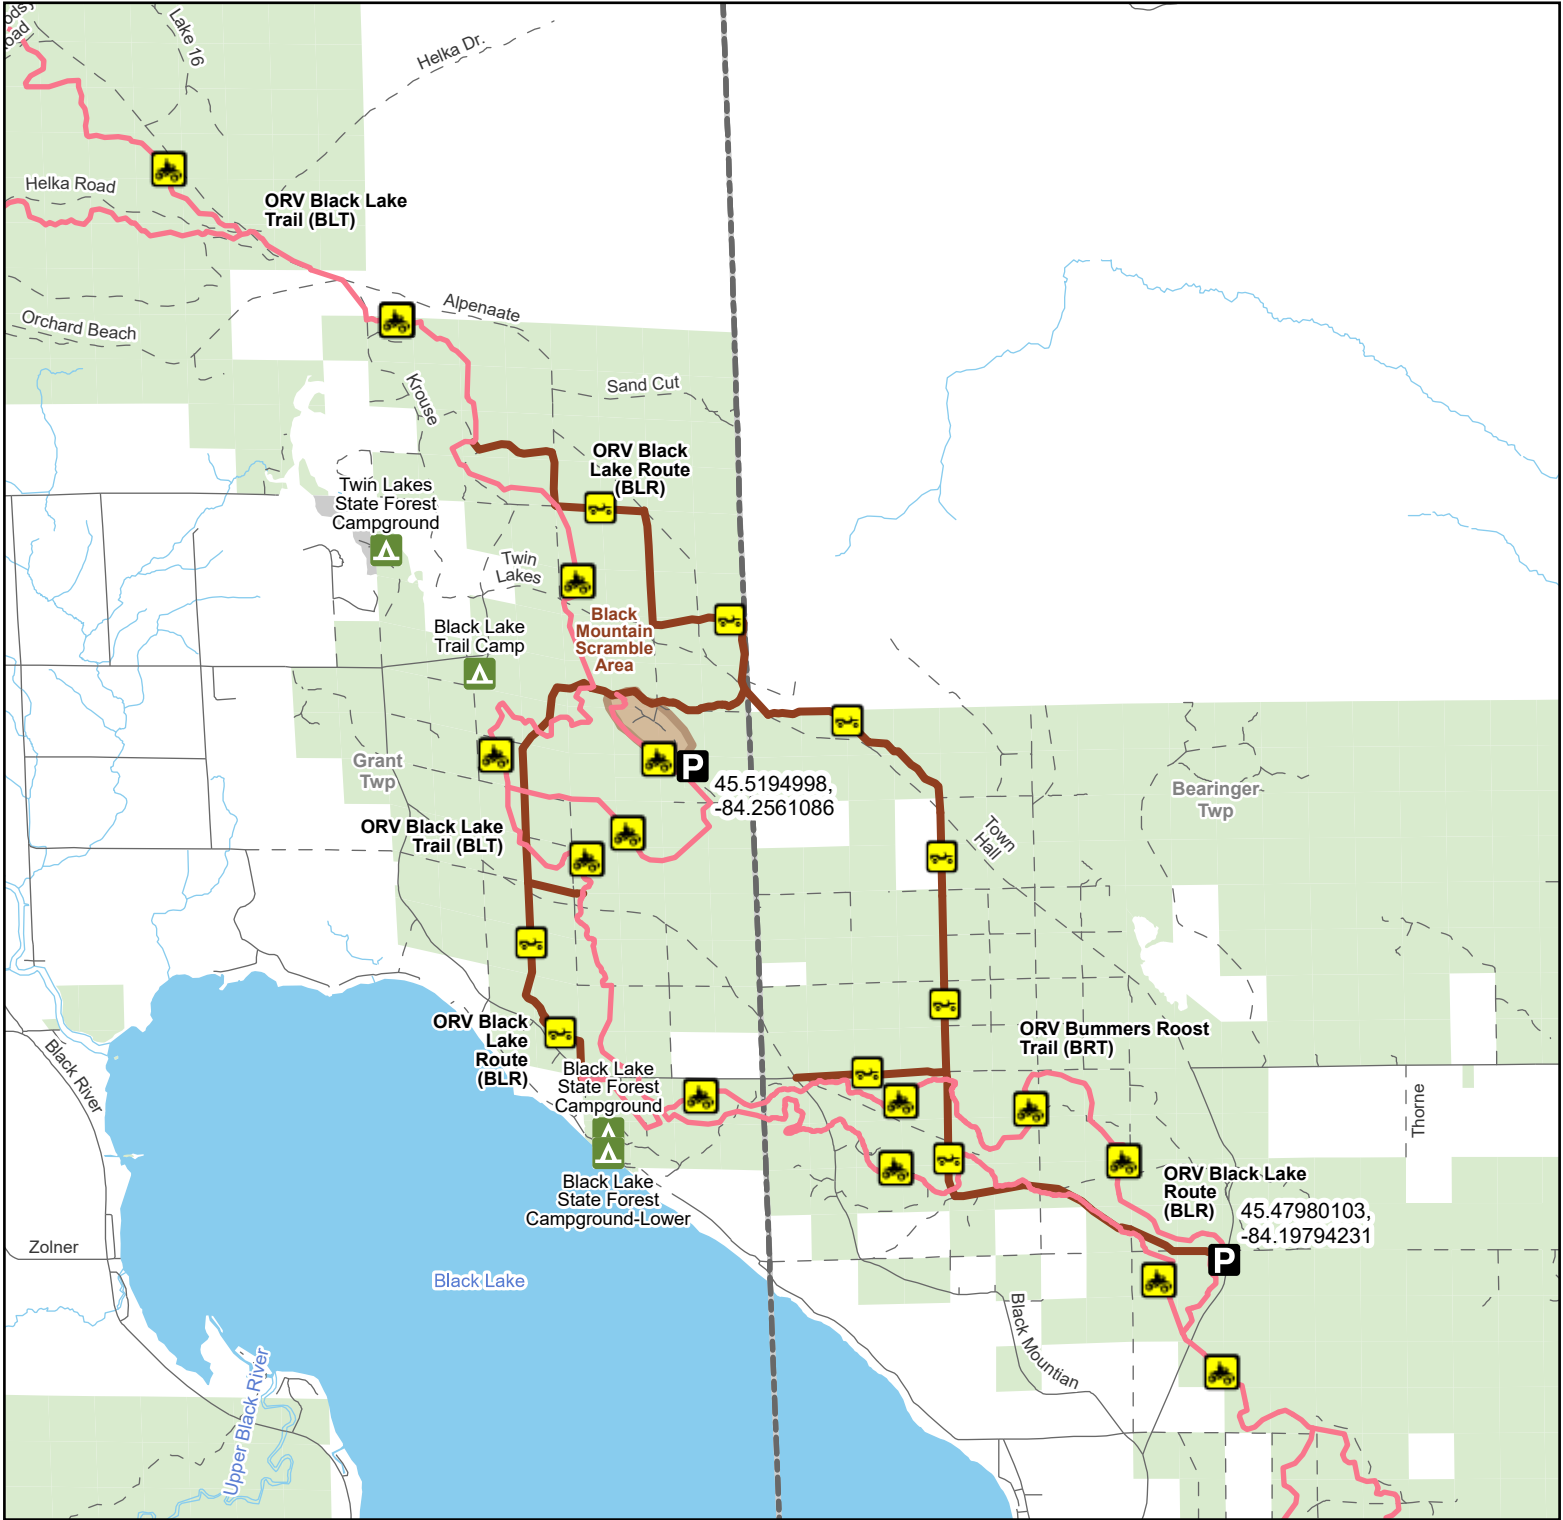 Lake 16
Helka Dr.
Helka Road
ORV Black Lake
Trail (BLT)
Alpenaate
Orchard Beach
Krouse
Sand Cut
ORV Black
Lake Route
(BLR)
Twin Lakes
State Forest
Campground
Twin
Lakes
Black
Mountain
Scramble
Area
Black Lake
Trail Camp
Grant
Twp
P
45.5194998,
-84.2561086
Bearinger
Twp
ORV Black Lake
Trail (BLT)
Town
Hall
ORV Black
Lake
Route
(BLR)
ORV Bummers Roost
Trail (BRT)
Black River
Black Lake
State Forest
Campground
Thorne
Black Lake
State Forest
Campground-Lower
ORV Black Lake
Route
(BLR)
45.47980103,
-84.19794231
P
Zolner
Black Lake
Black Mountian
Upper Black River